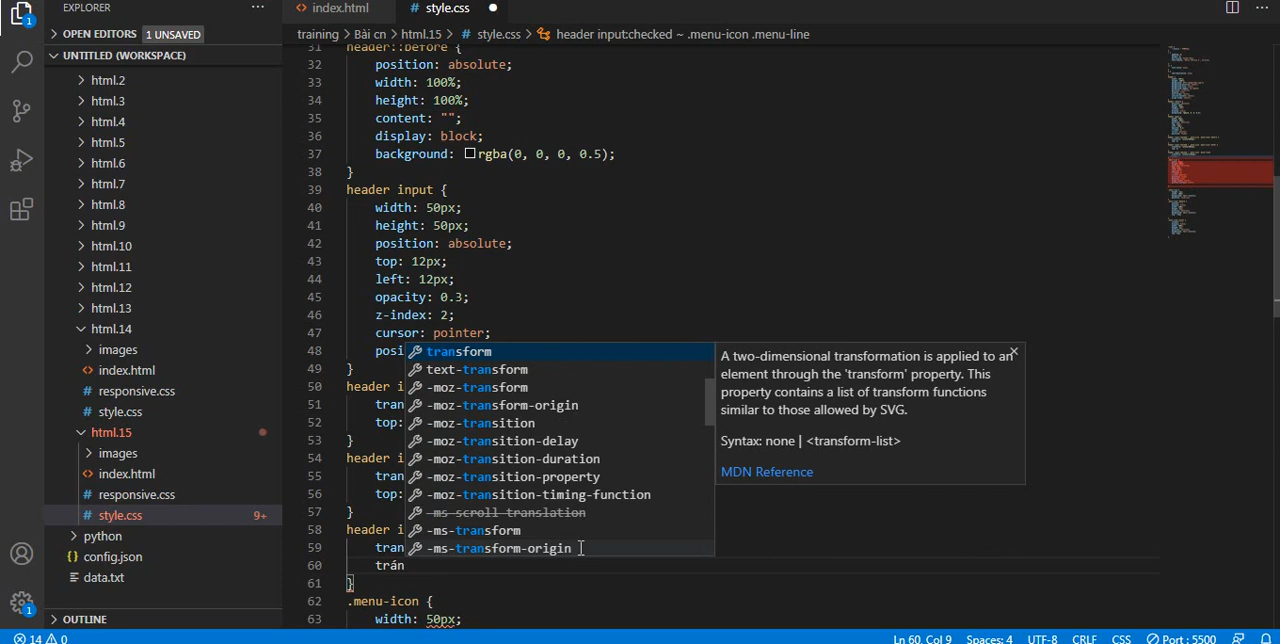 EXPLORER
···
index.html
# style.css
OPEN EDITORS 1 UNSAVED
UNTITLED (WORKSPACE)
html.2
html.3
html.4
html.5
html.6
html.7
html.8
html.9
html.10
html.11
html.12
html.13
html.14
images
index.html
# responsive.css
# style.css
html.15
images
index.html
# responsive.css
# style.css 9+
python
{} config.json
data.txt
OUTLINE
1
1
training > Bài cn > html.15 > # style.css > header input:checked ~ .menu-icon .menu-line
31 header::before {
32 position: absolute;
33 width: 100%;
34 height: 100%;
35 content: "";
36 display: block;
37 background: rgba(0, 0, 0, 0.5);
38 }
39 header input {
40 width: 50px;
41 height: 50px;
42 position: absolute;
43 top: 12px;
44 left: 12px;
45 opacity: 0.3;
46 z-index: 2;
47 cursor: pointer;
48 posi
49 }
50 header i
51 tran
52 top:
53 }
54 header i
55 tran
56 top:
57 }
58 header i
59 tran
60 trán
61 }
62 .menu-icon {
63 width: 50px;
transform
text-transform
-moz-transform
-moz-transform-origin
-moz-transition
-moz-transition-delay
-moz-transition-duration
-moz-transition-property
-moz-transition-timing-function
-ms-scroll-translation
-ms-transform
-ms-transform-origin
A two-dimensional transformation is applied to an
element through the 'transform' property. This
property contains a list of transform functions
similar to those allowed by SVG.
Syntax: none | <transform-list>
MDN Reference
14 0
Ln 60, Col 9 Spaces: 4 UTF-8 CRLF CSS Port : 5500